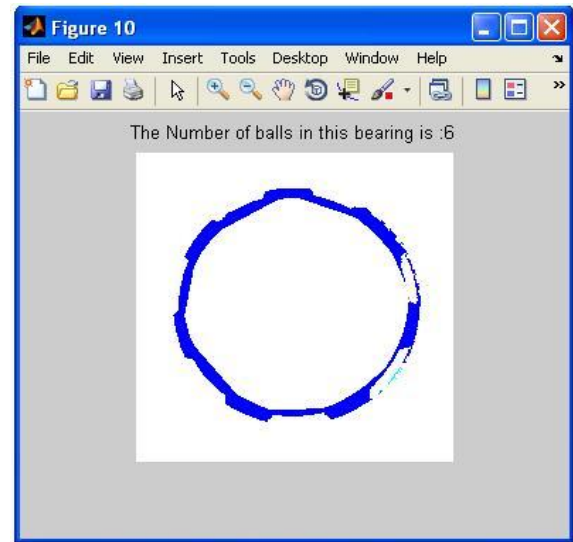 Figure 10
File Edit View Insert Tools Desktop Window Help
The Number of balls in this bearing is :6